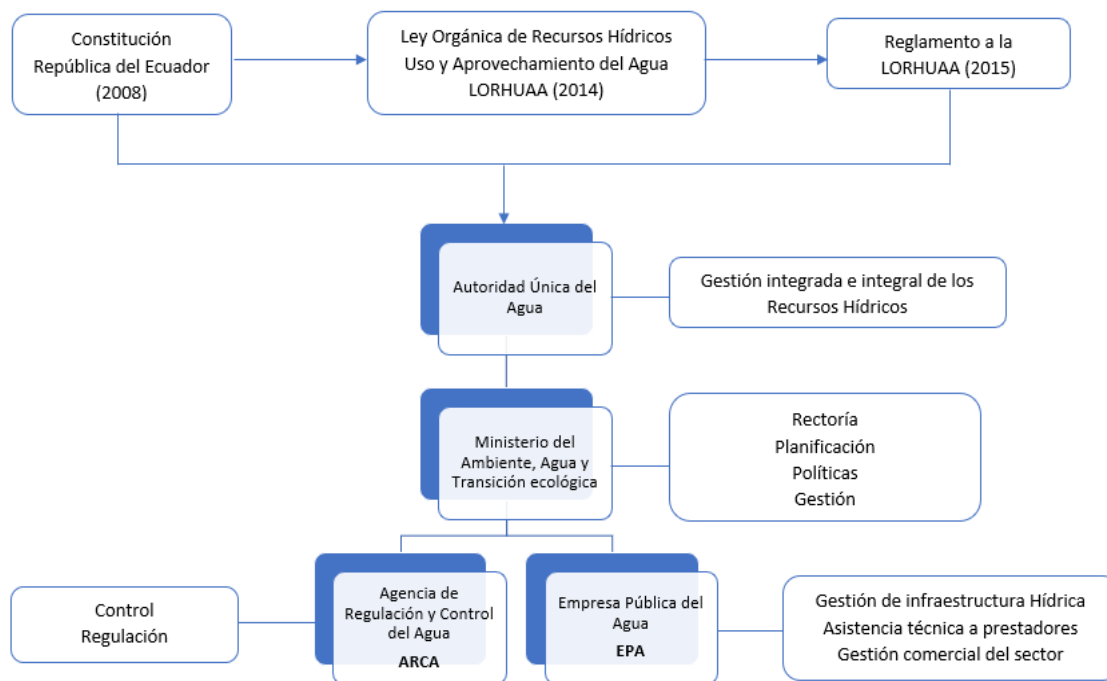 Constitución
República del Ecuador
(2008)
Ley Orgánica de Recursos Hídricos
Uso y Aprovechamiento del Agua
LORHUAA (2014)
Reglamento a la
LORHUAA (2015)
Autoridad Única del
Agua
Gestión integrada e integral de los
Recursos Hídricos
Ministerio del
Ambiente, Agua y
Transición ecológica
Rectoría
Planificación
Políticas
Gestión
Control
Regulación
Agencia de
Regulación y Control
del Agua
ARCA
Empresa Pública del
Agua
EPA
Gestión de infraestructura Hídrica
Asistencia técnica a prestadores
Gestión comercial del sector